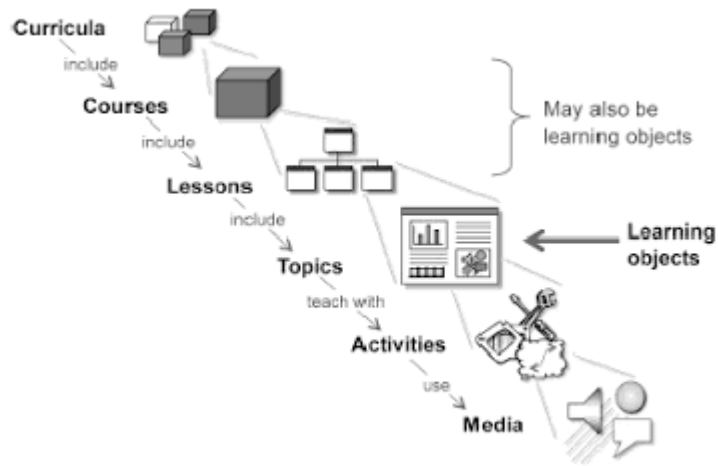 Curricula
include
Courses
include
Lessons
include
Topics
teach with
Activities
use
Media
May also be
learning objects
Learning
objects